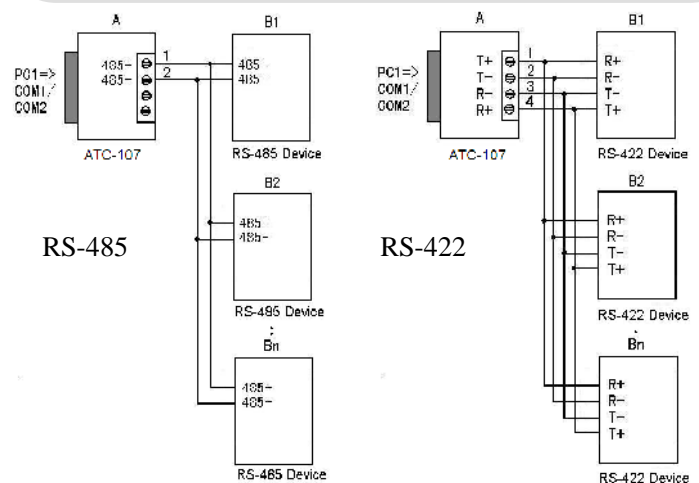 A
B1
485-
485-
1
2
485
485
PC1=>
COM1/
COM2
ATC-107
RS-485 Device
B2
485
485-
RS-485
RS-485 Device
:
Bn
485-
485-
RS-485 Device
A
B1
T+
T-
R-
R+
1
2
3
4
R+
R-
T-
T+
PC1=>
COM1/
COM2
ATC-107
RS-422 Device
B2
R+
R-
T-
T+
RS-422
RS-422 Device
:
Bn
R+
R-
T-
T+
RS-422 Device